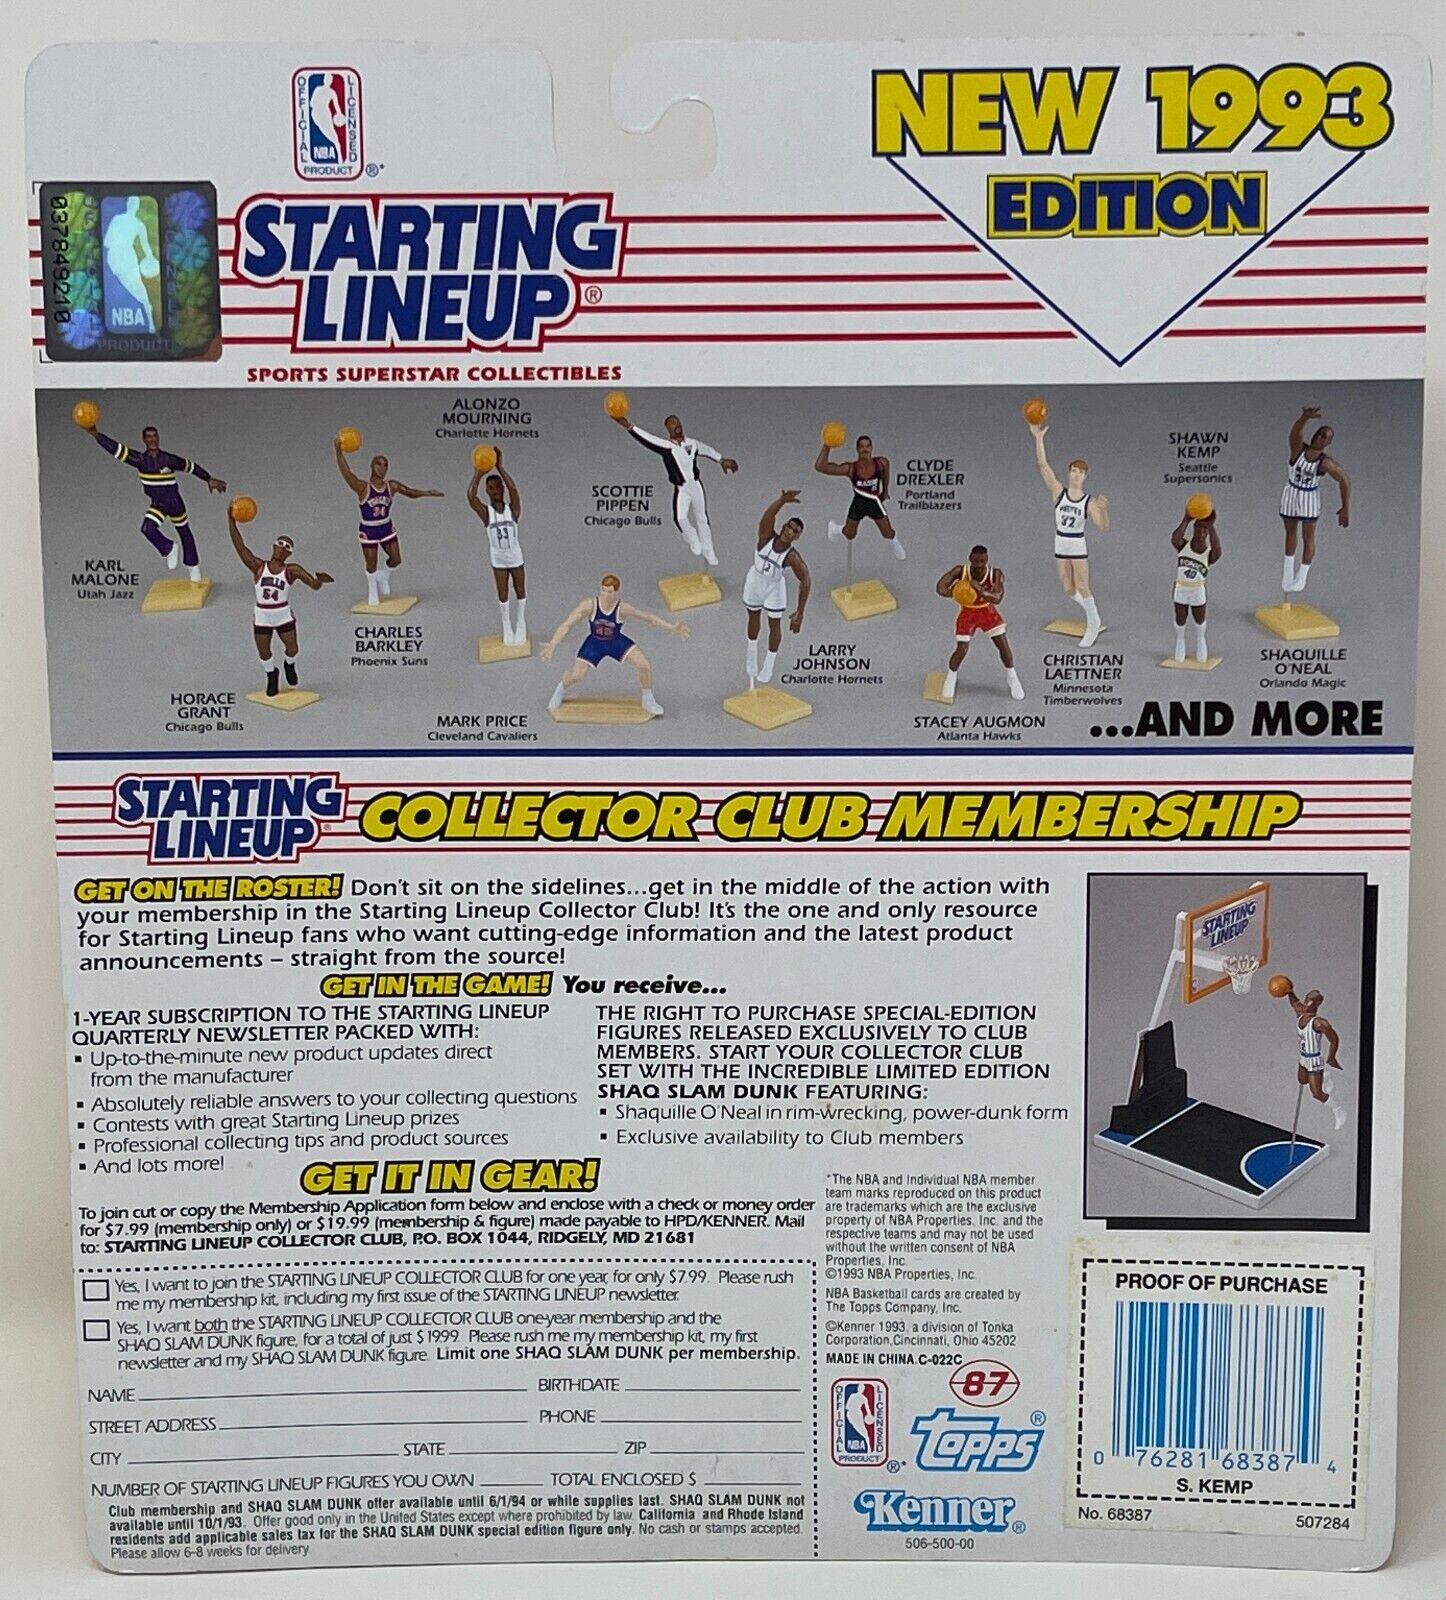 NEW 1993
EDITION
OFFICIAL LICENSED
NBA
PRODUCT ®*
037849210
NBA
PRODUCT
STARTING
LINEUP®
SPORTS SUPERSTAR COLLECTIBLES
KARL
MALONE
Utah Jazz
HORACE
GRANT
Chicago Bulls
CHARLES
BARKLEY
Phoenix Suns
ALONZO
MOURNING
Charlotte Hornets
MARK PRICE
Cleveland Cavaliers
SCOTTIE
PIPPEN
Chicago Bulls
LARRY
JOHNSON
Charlotte Hornets
CLYDE
DREXLER
Portland
Trailblazers
STACEY AUGMON
Atlanta Hawks
CHRISTIAN
LAETTNER
Minnesota
Timberwolves
SHAWN
KEMP
Seattle
Supersonics
SHAQUILLE
O'NEAL
Orlando Magic
...AND MORE
STARTING
LINEUP®
COLLECTOR CLUB MEMBERSHIP
GET ON THE ROSTER! Don't sit on the sidelines...get in the middle of the action with
your membership in the Starting Lineup Collector Club! It's the one and only resource
for Starting Lineup fans who want cutting-edge information and the latest product
announcements – straight from the source!
GET IN THE GAME! You receive...
1-YEAR SUBSCRIPTION TO THE STARTING LINEUP
QUARTERLY NEWSLETTER PACKED WITH:
▪ Up-to-the-minute new product updates direct
from the manufacturer
▪ Absolutely reliable answers to your collecting questions
▪ Contests with great Starting Lineup prizes
▪ Professional collecting tips and product sources
▪ And lots more!
THE RIGHT TO PURCHASE SPECIAL-EDITION
FIGURES RELEASED EXCLUSIVELY TO CLUB
MEMBERS. START YOUR COLLECTOR CLUB
SET WITH THE INCREDIBLE LIMITED EDITION
SHAQ SLAM DUNK FEATURING:
▪ Shaquille O'Neal in rim-wrecking, power-dunk form
▪ Exclusive availability to Club members
STARTING
LINEUP
GET IT IN GEAR!
To join cut or copy the Membership Application form below and enclose with a check or money order
for $7.99 (membership only) or $19.99 (membership & figure) made payable to HPD/KENNER. Mail
to: STARTING LINEUP COLLECTOR CLUB, P.O. BOX 1044, RIDGELY, MD 21681
Yes, I want to join the STARTING LINEUP COLLECTOR CLUB for one year, for only $7.99. Please rush
me my membership kit, including my first issue of the STARTING LINEUP newsletter.
Yes, I want both the STARTING LINEUP COLLECTOR CLUB one-year membership and the
SHAQ SLAM DUNK figure, for a total of just $19.99. Please rush me my membership kit, my first
newsletter and my SHAQ SLAM DUNK figure. Limit one SHAQ SLAM DUNK per membership.
NAME BIRTHDATE
STREET ADDRESS PHONE
CITY STATE ZIP
NUMBER OF STARTING LINEUP FIGURES YOU OWN TOTAL ENCLOSED $
Club membership and SHAQ SLAM DUNK offer available until 6/1/94 or while supplies last. SHAQ SLAM DUNK not
available until 10/1/93. Offer good only in the United States except where prohibited by law. California and Rhode Island
residents add applicable sales tax for the SHAQ SLAM DUNK special edition figure only. No cash or stamps accepted.
Please allow 6-8 weeks for delivery.
*The NBA and Individual NBA member
team marks reproduced on this product
are trademarks which are the exclusive
property of NBA Properties, Inc. and the
respective teams and may not be used
without the written consent of NBA
Properties, Inc.
©1993 NBA Properties, Inc.
NBA Basketball cards are created by
The Topps Company, Inc.
©Kenner 1993, a division of Tonka
Corporation, Cincinnati, Ohio 45202
MADE IN CHINA. C-022C
87
OFFICIAL LICENSED
NBA
PRODUCT ®*
TOPPS®
Kenner®
506-500-00
PROOF OF PURCHASE
0 76281 68387 4
S. KEMP
No. 68387
507284